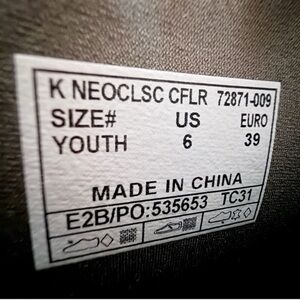 K NEOCLSC CFLR 72871-009
SIZE# US EURO
YOUTH 6 39
MADE IN CHINA
E2B/PO:535653 TC31